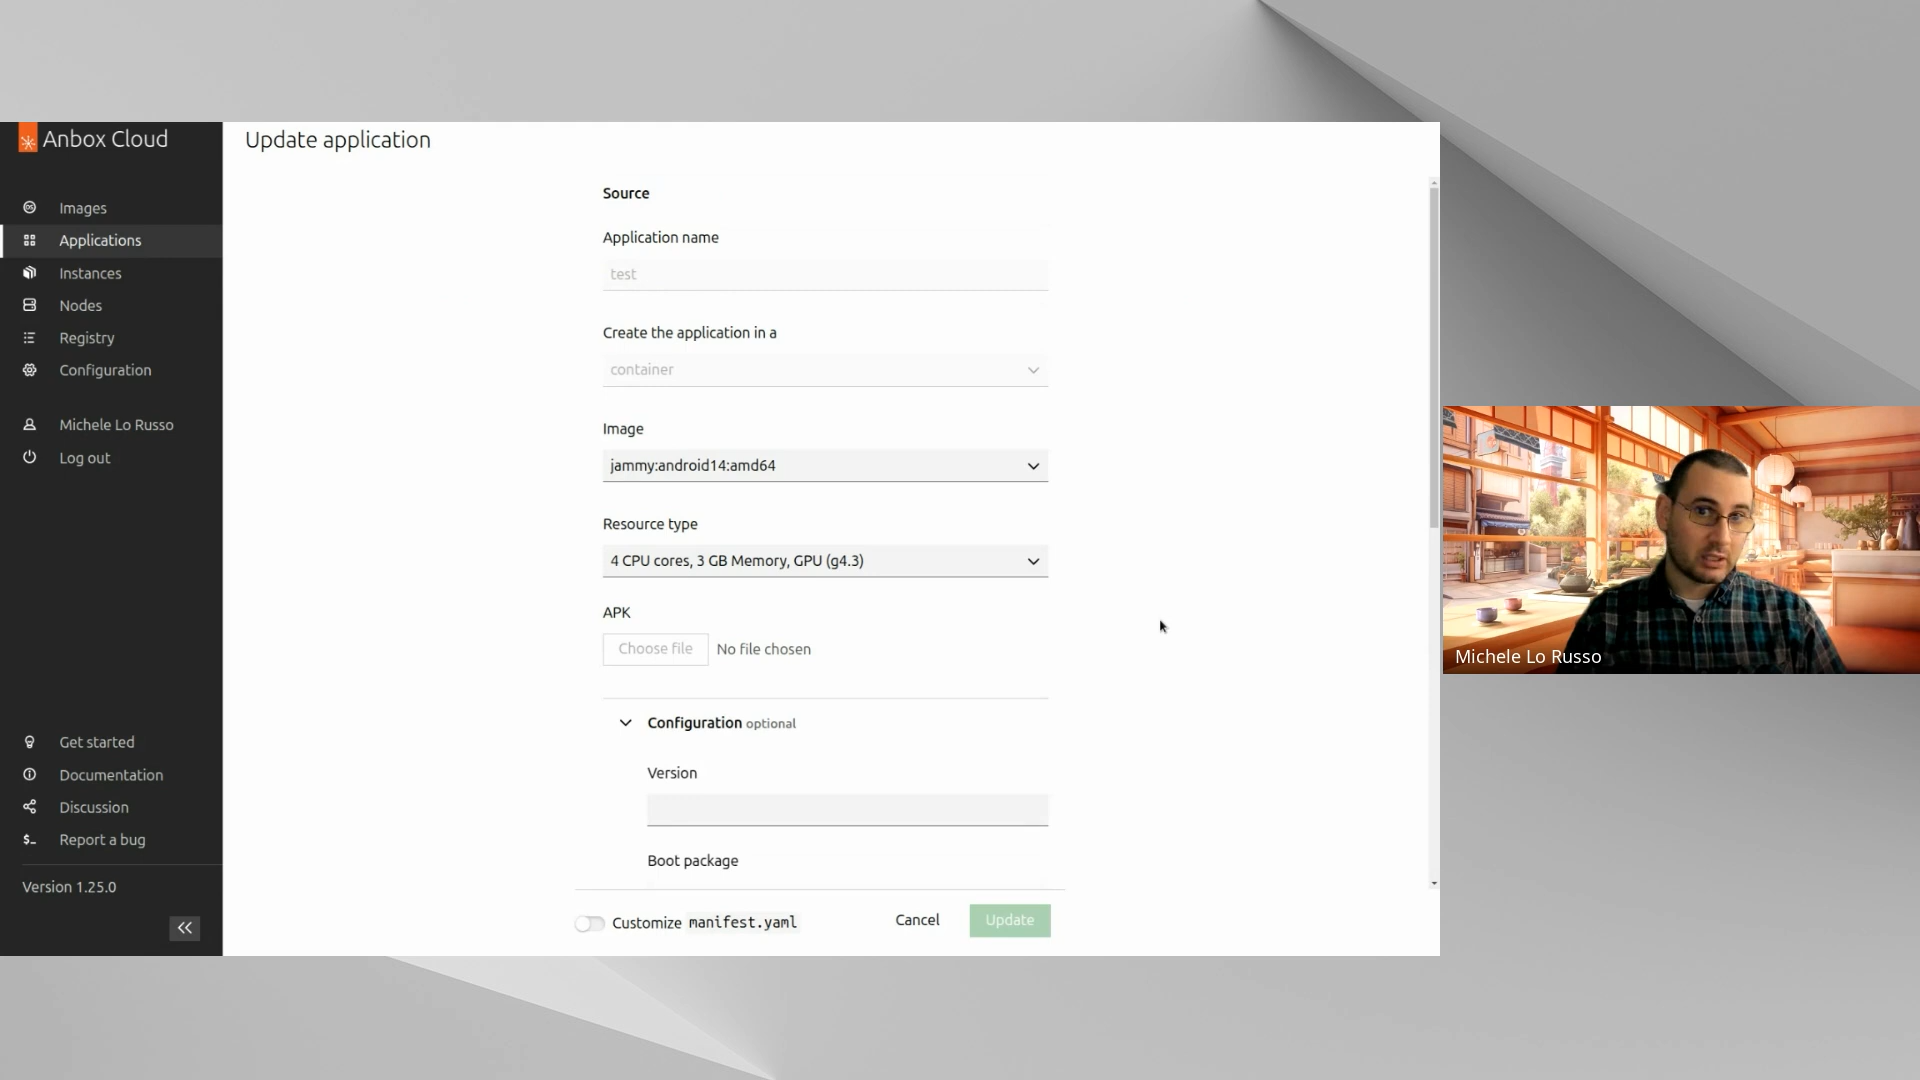 Anbox Cloud
Update application
Images
Applications
Instances
Nodes
Registry
Configuration
Michele Lo Russo
Log out
Get started
Documentation
Discussion
Report a bug
Version 1.25.0
Source
Application name
test
Create the application in a
container
Image
jammy:android14:amd64
Resource type
4 CPU cores, 3 GB Memory, GPU (g4.3)
APK
Choose file No file chosen
Configuration optional
Version
Boot package
Customize manifest.yaml
Cancel
Update
Michele Lo Russo